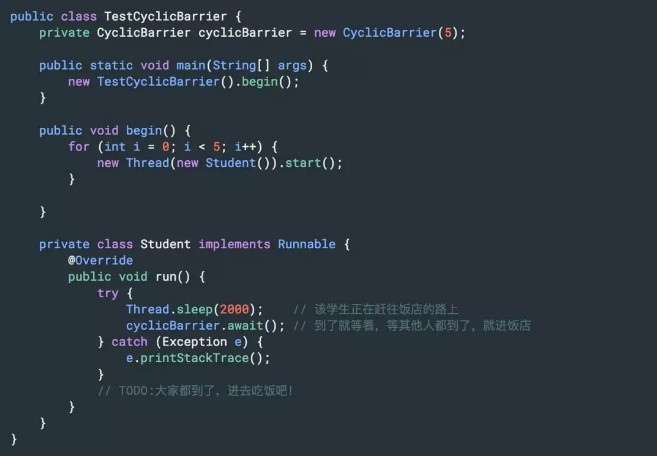 public class TestCyclicBarrier {
    private CyclicBarrier cyclicBarrier = new CyclicBarrier(5);

    public static void main(String[] args) {
        new TestCyclicBarrier().begin();
    }

    public void begin() {
        for (int i = 0; i < 5; i++) {
            new Thread(new Student()).start();
        }

    }

    private class Student implements Runnable {
        @Override
        public void run() {
            try {
                Thread.sleep(2000);    // 该学生正在赶往饭店的路上
                cyclicBarrier.await(); // 到了就等着，等其他人都到了，就进饭店
            } catch (Exception e) {
                e.printStackTrace();
            }
            // TODO:大家都到了，进去吃饭吧！
        }
    }
}